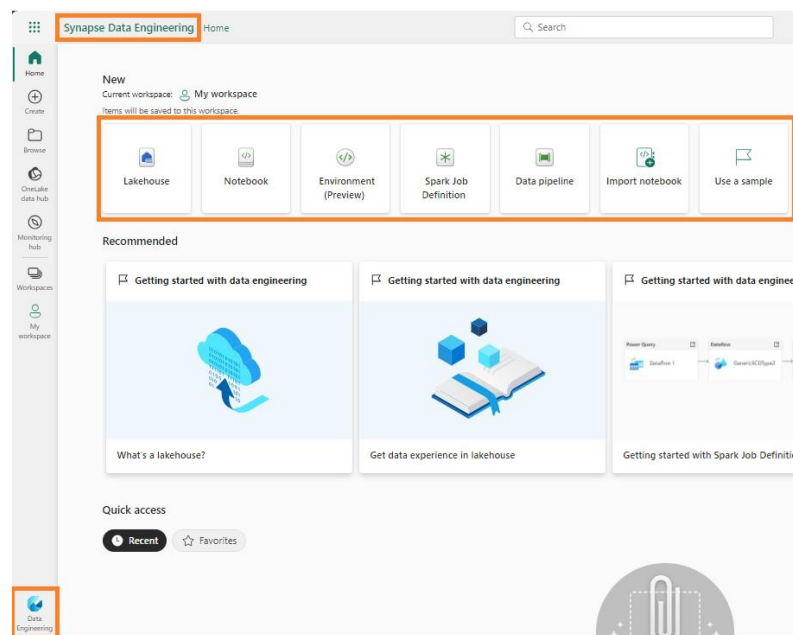 Synapse Data Engineering Home
Search
Home
Create
Browse
OneLake
data hub
Monitoring
hub
Workspaces
My
workspace
New
Current workspace: My workspace
Items will be saved to this workspace.
Lakehouse
Notebook
Environment
(Preview)
Spark Job
Definition
Data pipeline
Import notebook
Use a sample
Recommended
Getting started with data engineering
What's a lakehouse?
Getting started with data engineering
Get data experience in lakehouse
Getting started with data enginee
Power Query
Dataflow 1
Dataflow
Getting started with Spark Job Definiti
Quick access
Recent
Favorites
Data
Engineering